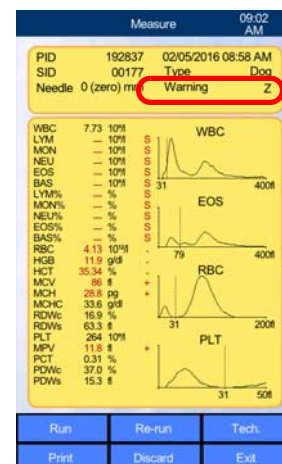 Measure 09:02 AM
PID 192837 02/05/2016 08:58 AM
SID 00177 Type Dog
Needle 0 (zero) mm Warning Z
WBC 7.73 10⁹/l
LYM — 10⁹/l S
MON — 10⁹/l S
NEU — 10⁹/l S
EOS — 10⁹/l S
BAS — 10⁹/l S
LYM% — % S
MON% — % S
NEU% — % S
EOS% — % S
BAS% — % S
RBC 4.13 10¹²/l -
HGB 11.9 g/dl -
HCT 35.34 % -
MCV 86 fl +
MCH 28.8 pg +
MCHC 33.6 g/dl
RDWc 16.9 %
RDWs 63.3 fl
PLT 264 10⁹/l
MPV 11.8 fl +
PCT 0.31 %
PDWc 37.0 %
PDWs 15.3 fl
WBC
31 400fl
EOS
79 400fl
RBC
31 200fl
PLT
31 50fl
Run Re-run Tech.
Print Discard Exit